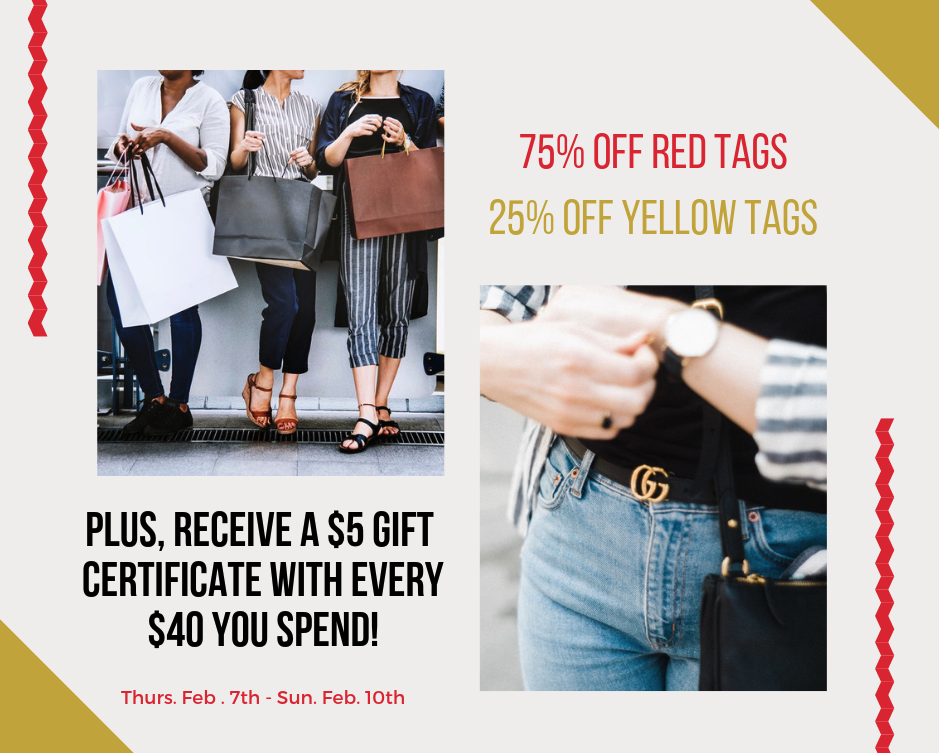 75% OFF RED TAGS
25% OFF YELLOW TAGS
PLUS, RECEIVE A $5 GIFT
CERTIFICATE WITH EVERY
$40 YOU SPEND!
Thurs. Feb . 7th - Sun. Feb. 10th